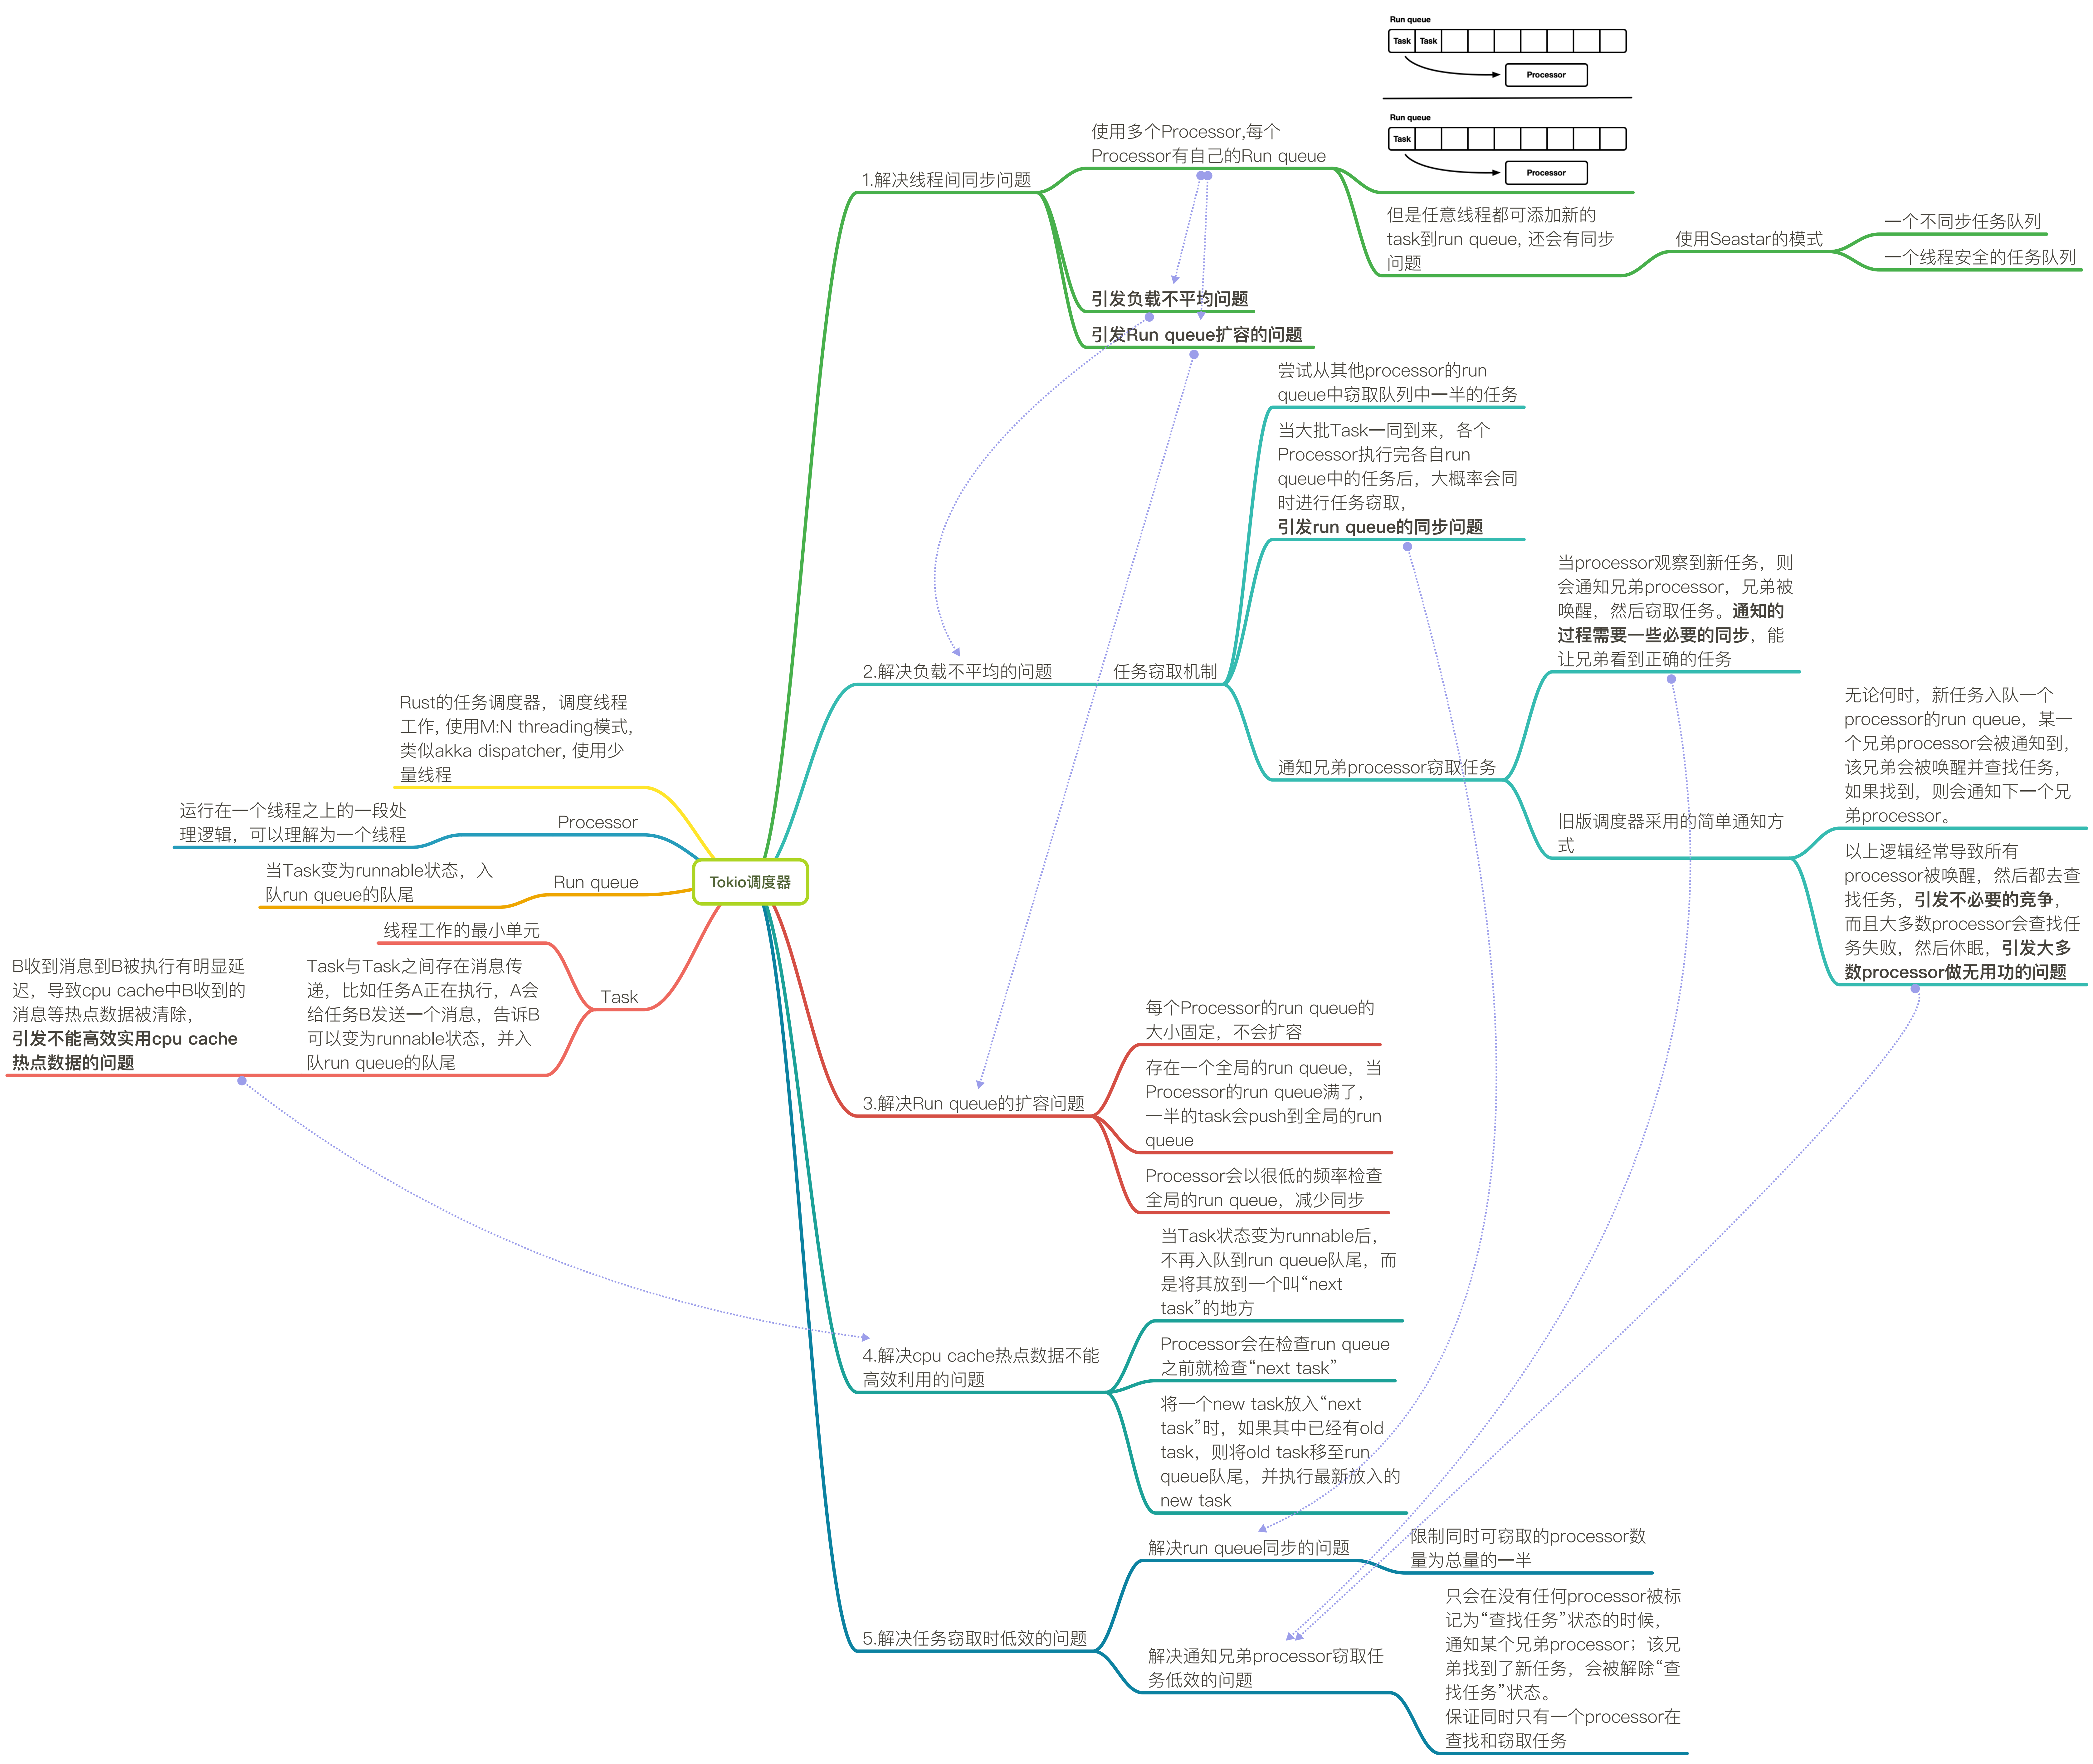 Run queue
Task
Task
Processor
Run queue
Task
Processor
使用多个Processor,每个
Processor有自己的Run queue
1.解决线程间同步问题
但是任意线程都可添加新的
task到run queue, 还会有同步
问题
使用Seastar的模式
一个不同步任务队列
一个线程安全的任务队列
引发负载不平均问题
引发Run queue扩容的问题
尝试从其他processor的run
queue中窃取队列中一半的任务
当大批Task一同到来，各个
Processor执行完各自run
queue中的任务后，大概率会同
时进行任务窃取，
引发run queue的同步问题
2.解决负载不平均的问题
任务窃取机制
当processor观察到新任务，则
会通知兄弟processor，兄弟被
唤醒，然后窃取任务。通知的
过程需要一些必要的同步，能
让兄弟看到正确的任务
通知兄弟processor窃取任务
旧版调度器采用的简单通知方
式
无论何时，新任务入队一个
processor的run queue，某一
个兄弟processor会被通知到，
该兄弟会被唤醒并查找任务，
如果找到，则会通知下一个兄
弟processor。
以上逻辑经常导致所有
processor被唤醒，然后都去查
找任务，引发不必要的竞争，
而且大多数processor会查找任
务失败，然后休眠，引发大多
数processor做无用功的问题
Rust的任务调度器，调度线程
工作, 使用M:N threading模式,
类似akka dispatcher, 使用少
量线程
运行在一个线程之上的一段处
理逻辑，可以理解为一个线程
Processor
当Task变为runnable状态，入
队run queue的队尾
Run queue
Tokio调度器
线程工作的最小单元
Task
Task与Task之间存在消息传
递，比如任务A正在执行，A会
给任务B发送一个消息，告诉B
可以变为runnable状态，并入
队run queue的队尾
B收到消息到B被执行有明显延
迟，导致cpu cache中B收到的
消息等热点数据被清除，
引发不能高效实用cpu cache
热点数据的问题
3.解决Run queue的扩容问题
每个Processor的run queue的
大小固定，不会扩容
存在一个全局的run queue，当
Processor的run queue满了，
一半的task会push到全局的run
queue
Processor会以很低的频率检查
全局的run queue，减少同步
4.解决cpu cache热点数据不能
高效利用的问题
当Task状态变为runnable后，
不再入队到run queue队尾，而
是将其放到一个叫“next
task”的地方
Processor会在检查run queue
之前就检查“next task”
将一个new task放入“next
task”时，如果其中已经有old
task，则将old task移至run
queue队尾，并执行最新放入的
new task
5.解决任务窃取时低效的问题
解决run queue同步的问题
限制同时可窃取的processor数
量为总量的一半
解决通知兄弟processor窃取任
务低效的问题
只会在没有任何processor被标
记为“查找任务”状态的时候，
通知某个兄弟processor；该兄
弟找到了新任务，会被解除“查
找任务”状态。
保证同时只有一个processor在
查找和窃取任务